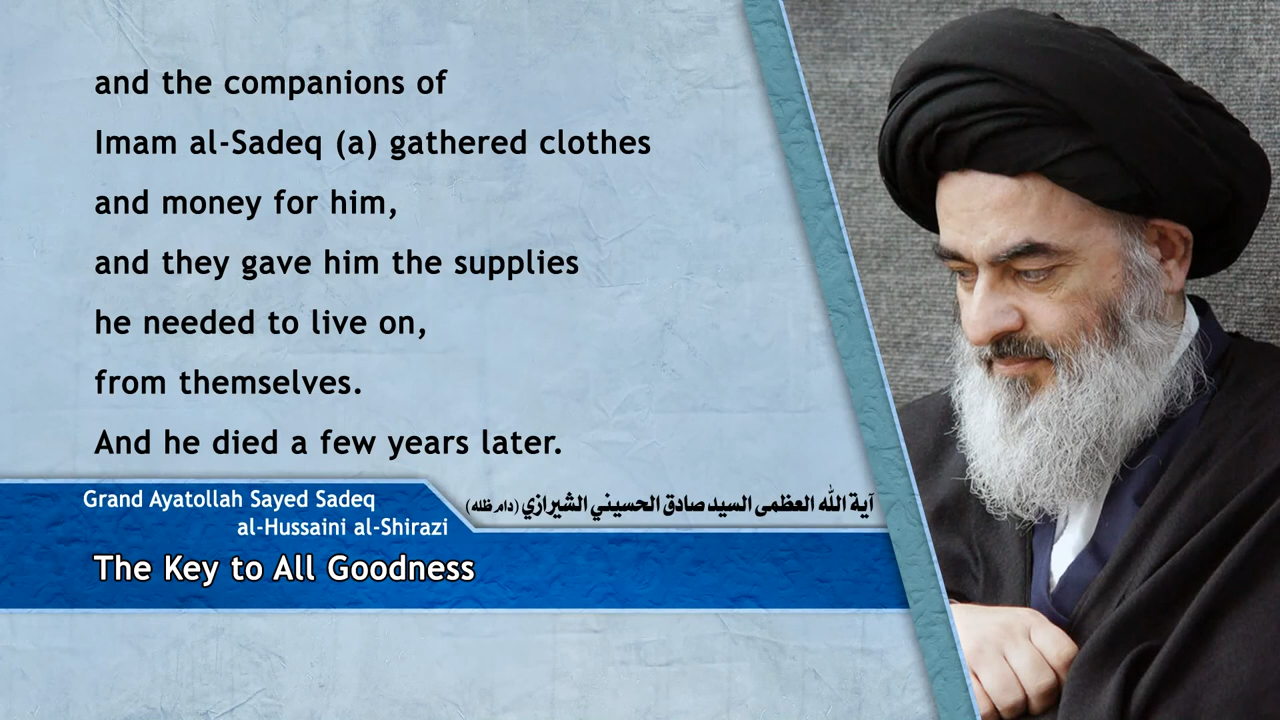 and the companions of
Imam al-Sadeq (a) gathered clothes
and money for him,
and they gave him the supplies
he needed to live on,
from themselves.
And he died a few years later.
Grand Ayatollah Sayed Sadeq
al-Hussaini al-Shirazi
آية الله العظمى السيد صادق الحسيني الشيرازي (دام ظله)
The Key to All Goodness